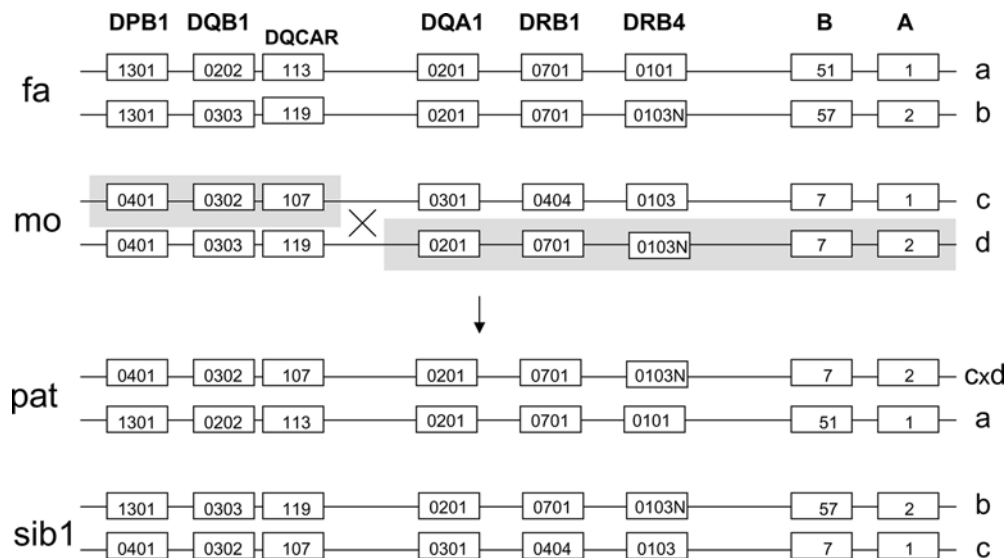 DPB1 DQB1 DQCAR DQA1 DRB1 DRB4 B A
fa
1301 0202 113 0201 0701 0101 51 1 a
1301 0303 119 0201 0701 0103N 57 2 b
mo
0401 0302 107 0301 0404 0103 7 1 c
0401 0303 119 0201 0701 0103N 7 2 d
pat
0401 0302 107 0201 0701 0103N 7 2 cxd
1301 0202 113 0201 0701 0101 51 1 a
sib1
1301 0303 119 0201 0701 0103N 57 2 b
0401 0302 107 0301 0404 0103 7 1 c